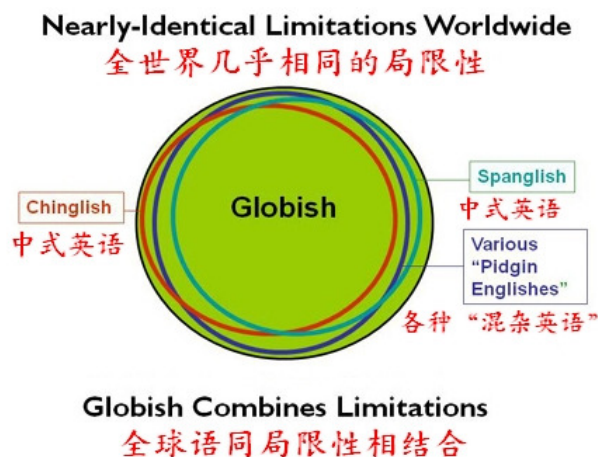 Nearly-Identical Limitations Worldwide
全世界几乎相同的局限性
Globish
Chinglish
中式英语
Spanglish
中式英语
Various
“Pidgin
Englishes”
各种“混杂英语”
Globish Combines Limitations
全球语同局限性相结合